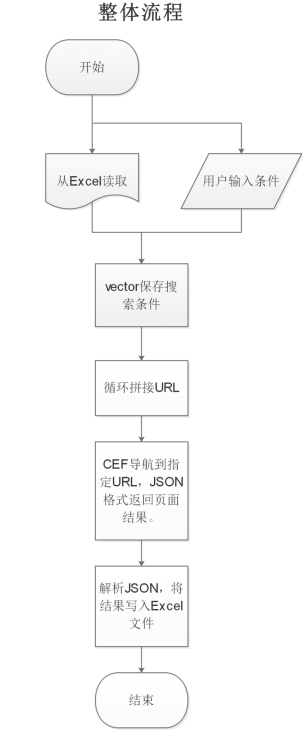 整体流程
开始
从Excel读取
用户输入条件
vector保存搜
索条件
循环拼接URL
CEF导航到指
定URL，JSON
格式返回页面
结果。
解析JSON，将
结果写入Excel
文件
结束